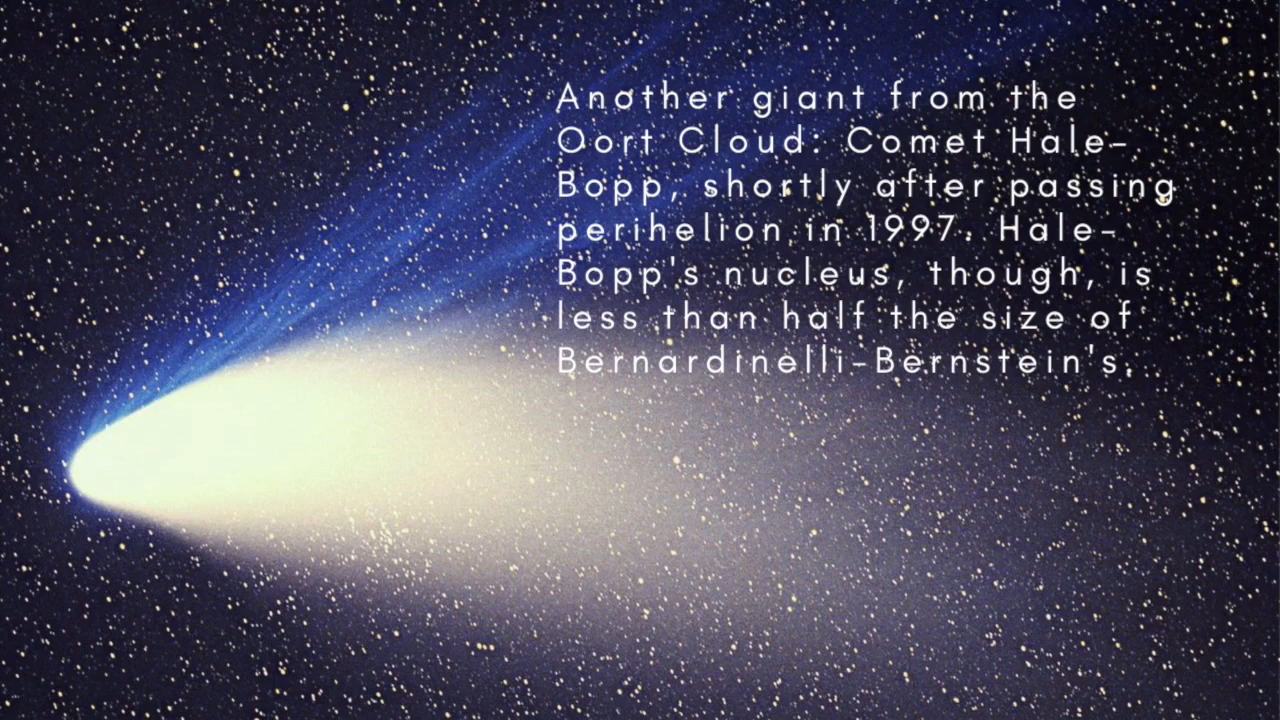 Another giant from the
Oort Cloud: Comet Hale-
Bopp, shortly after passing
perihelion in 1997. Hale-
Bopp's nucleus, though, is
less than half the size of
Bernardinelli-Bernstein's.